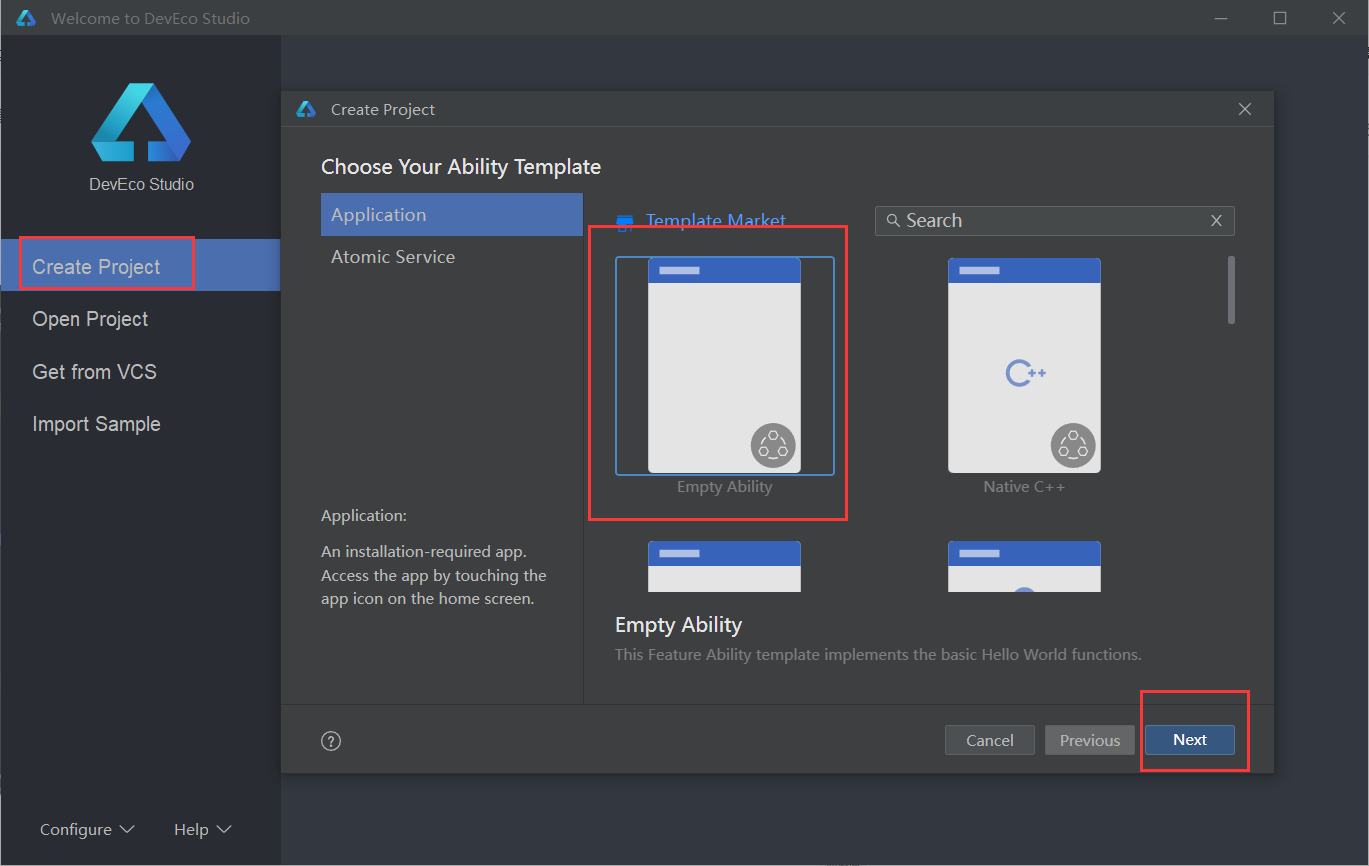 Welcome to DevEco Studio
DevEco Studio
Create Project
Open Project
Get from VCS
Import Sample
Configure
Help
Create Project
Choose Your Ability Template
Application
Atomic Service
Application:
An installation-required app.
Access the app by touching the
app icon on the home screen.
Template Market
Search
Empty Ability
C++
Native C++
Empty Ability
This Feature Ability template implements the basic Hello World functions.
?
Cancel
Previous
Next